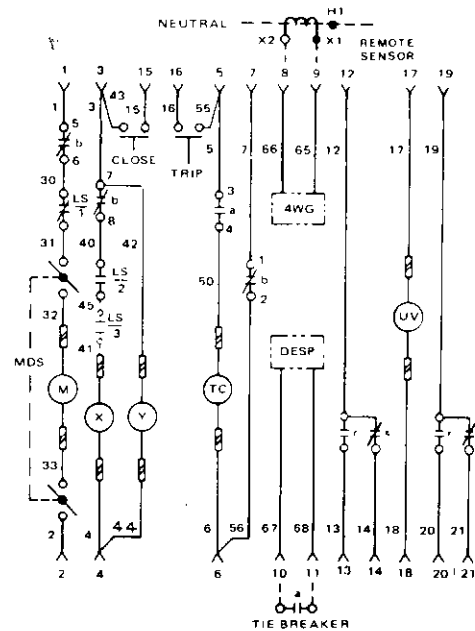 H1
NEUTRAL
X2 X1
REMOTE
SENSOR
1 3 15 16 5 7 8 9 12 17 19
43
1 3 15 16 55 5 7 66 65 12 17 19
5
b
6
CLOSE
TRIP
30
7
b
8
3
a
4
4WG
LS
1
31
40 42
LS
2
50
1
b
2
45
LS
3
32
41
UV
MDS
DESP
M X Y TC
33
r r
2 4 44 6 56 67 68 13 14 18 20 21
2 4 6 10 11 13 14 18 20 21
a
TIE BREAKER